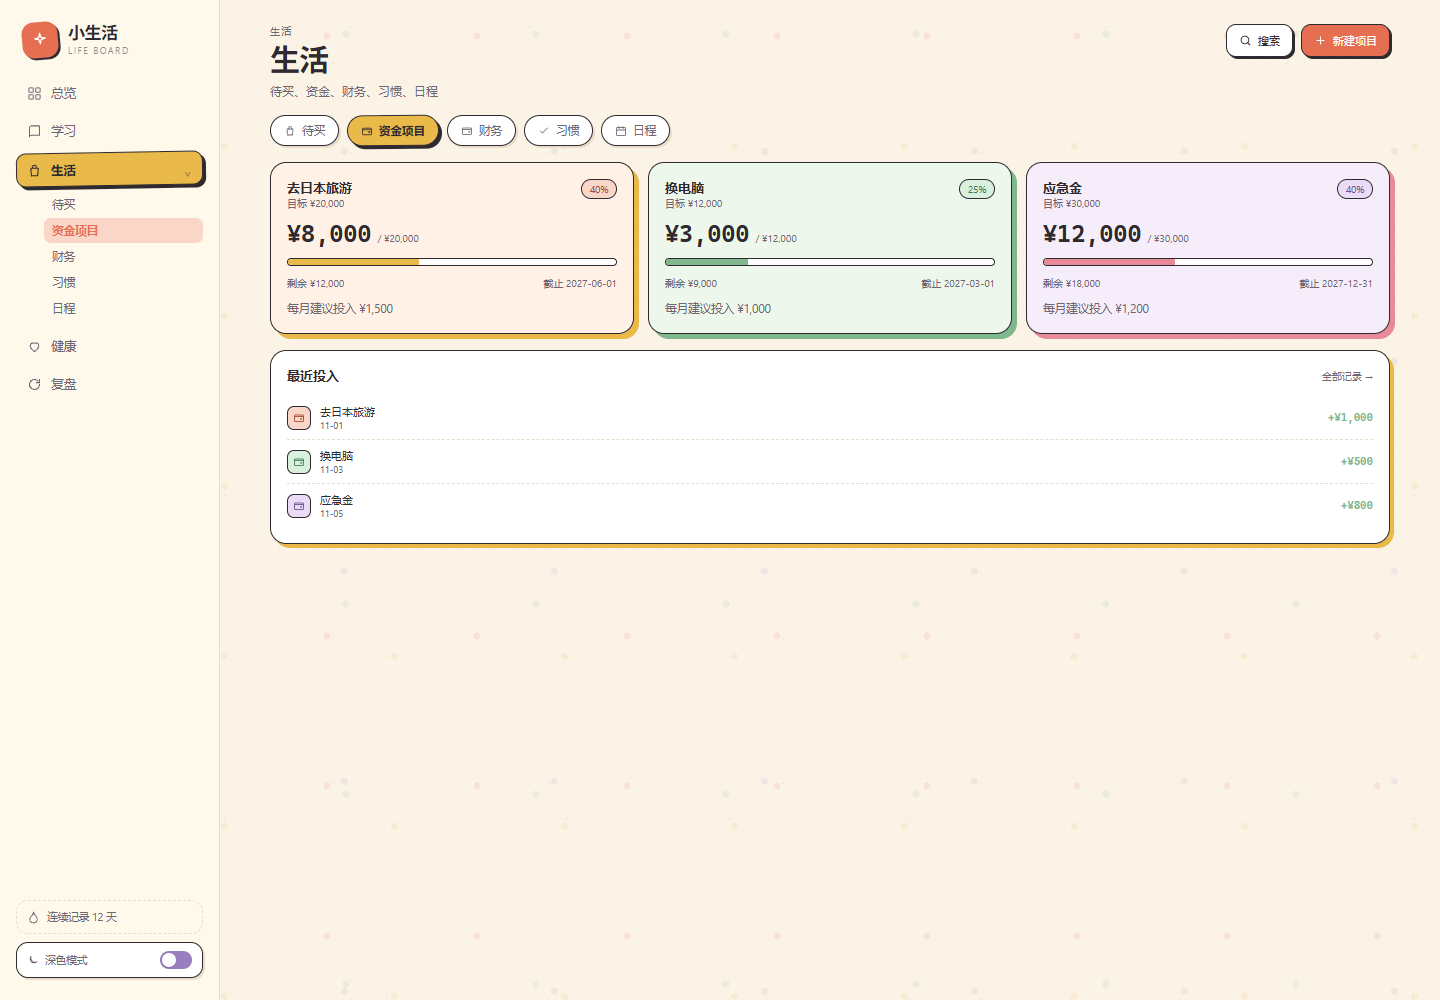 小生活
LIFE BOARD
总览
学习
生活
待买
资金项目
财务
习惯
日程
健康
复盘
连续记录 12 天
深色模式
生活
生活
待买、资金、财务、习惯、日程
搜索
新建项目
待买
资金项目
财务
习惯
日程
去日本旅游
40%
目标 ¥20,000
¥8,000 / ¥20,000
剩余 ¥12,000
截止 2027-06-01
每月建议投入 ¥1,500
换电脑
25%
目标 ¥12,000
¥3,000 / ¥12,000
剩余 ¥9,000
截止 2027-03-01
每月建议投入 ¥1,000
应急金
40%
目标 ¥30,000
¥12,000 / ¥30,000
剩余 ¥18,000
截止 2027-12-31
每月建议投入 ¥1,200
最近投入
全部记录 →
去日本旅游
11-01
+¥1,000
换电脑
11-03
+¥500
应急金
11-05
+¥800